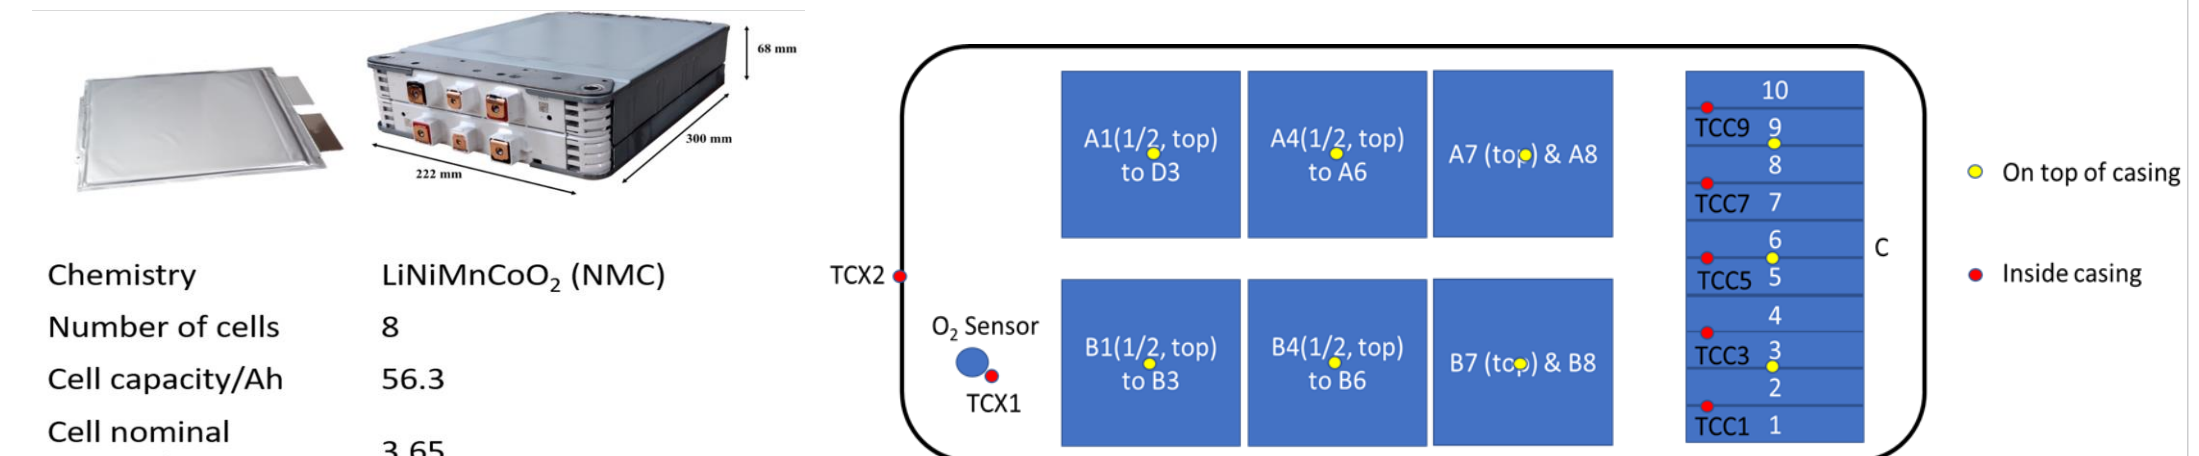 68 mm
300 mm
222 mm
Chemistry LiNiMnCoO₂ (NMC)
Number of cells 8
Cell capacity/Ah 56.3
Cell nominal
3.65
A1(1/2, top)
to D3
A4(1/2, top)
to A6
A7 (top) & A8
TCX2
O₂ Sensor
TCX1
B1(1/2, top)
to B3
B4(1/2, top)
to B6
B7 (top) & B8
10
TCC9 9
8
TCC7 7
6
TCC5 5
4
TCC3 3
2
TCC1 1
C
On top of casing
Inside casing